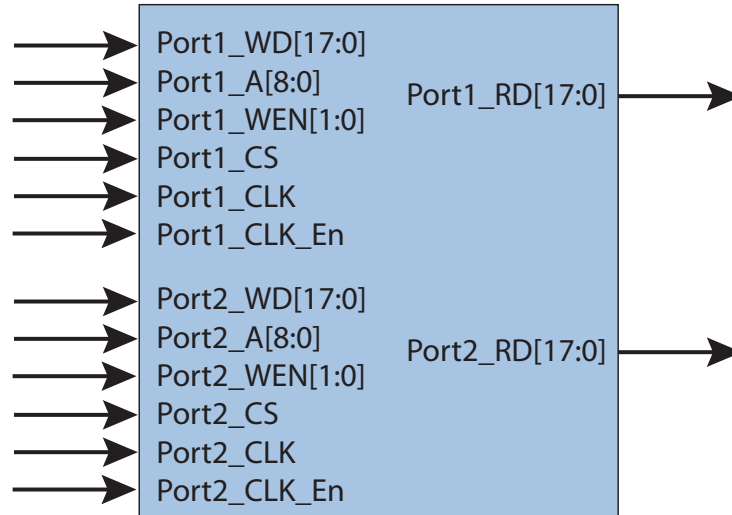 Port1_WD[17:0]
Port1_A[8:0]
Port1_WEN[1:0]
Port1_CS
Port1_CLK
Port1_CLK_En
Port1_RD[17:0]
Port2_WD[17:0]
Port2_A[8:0]
Port2_WEN[1:0]
Port2_CS
Port2_CLK
Port2_CLK_En
Port2_RD[17:0]